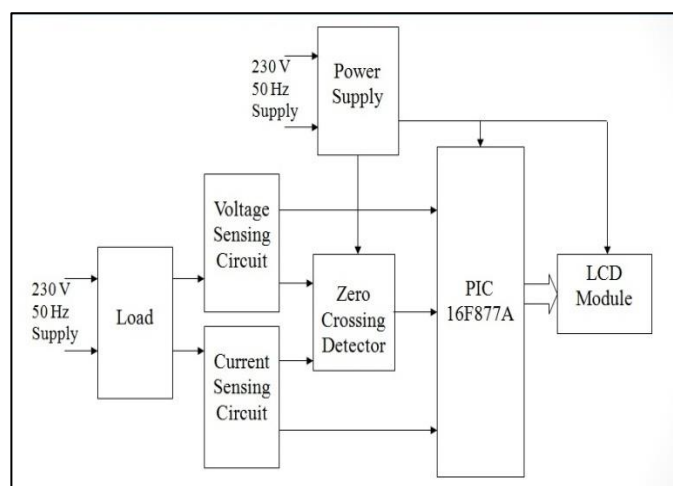 230 V
50 Hz
Supply
Power
Supply
Voltage
Sensing
Circuit
230 V
50 Hz
Supply
Load
Zero
Crossing
Detector
PIC
16F877A
LCD
Module
Current
Sensing
Circuit